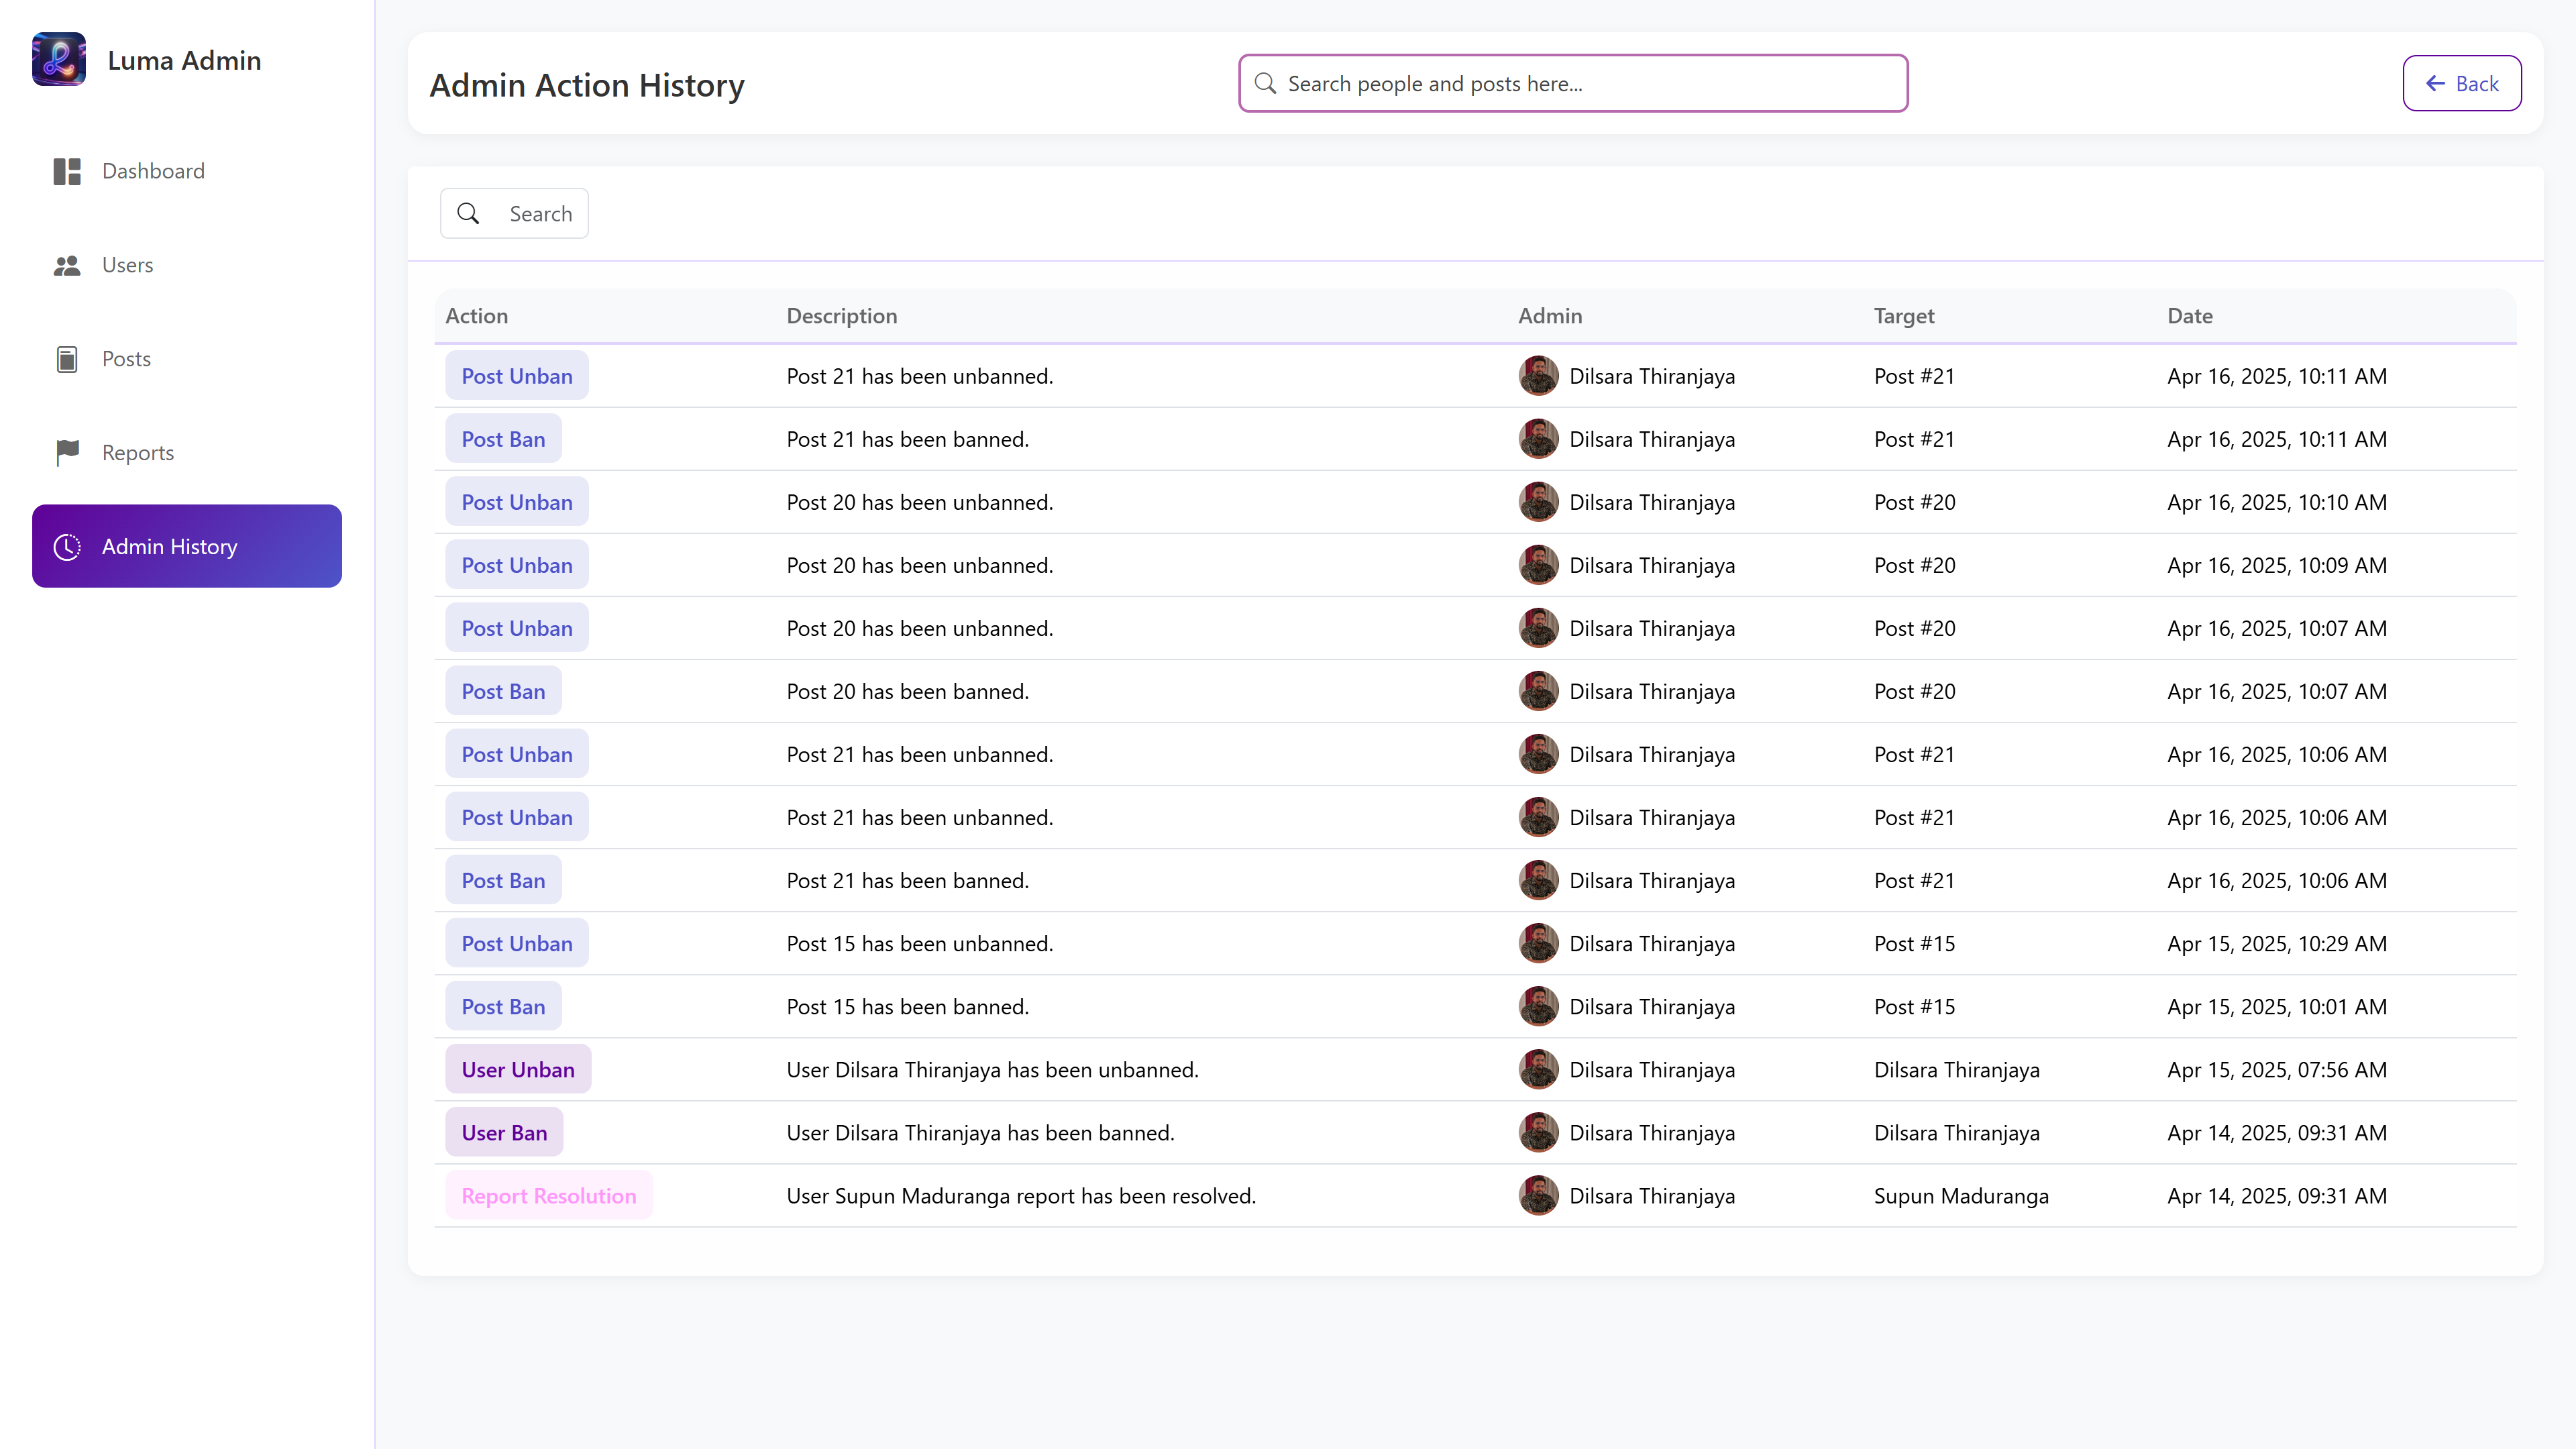 Luma Admin
Dashboard
Users
Posts
Reports
Admin History
Admin Action History
Search people and posts here...
Back
Search
Action Description Admin Target Date
Post Unban Post 21 has been unbanned. Dilsara Thiranjaya Post #21 Apr 16, 2025, 10:11 AM
Post Ban Post 21 has been banned. Dilsara Thiranjaya Post #21 Apr 16, 2025, 10:11 AM
Post Unban Post 20 has been unbanned. Dilsara Thiranjaya Post #20 Apr 16, 2025, 10:10 AM
Post Unban Post 20 has been unbanned. Dilsara Thiranjaya Post #20 Apr 16, 2025, 10:09 AM
Post Unban Post 20 has been unbanned. Dilsara Thiranjaya Post #20 Apr 16, 2025, 10:07 AM
Post Ban Post 20 has been banned. Dilsara Thiranjaya Post #20 Apr 16, 2025, 10:07 AM
Post Unban Post 21 has been unbanned. Dilsara Thiranjaya Post #21 Apr 16, 2025, 10:06 AM
Post Unban Post 21 has been unbanned. Dilsara Thiranjaya Post #21 Apr 16, 2025, 10:06 AM
Post Ban Post 21 has been banned. Dilsara Thiranjaya Post #21 Apr 16, 2025, 10:06 AM
Post Unban Post 15 has been unbanned. Dilsara Thiranjaya Post #15 Apr 15, 2025, 10:29 AM
Post Ban Post 15 has been banned. Dilsara Thiranjaya Post #15 Apr 15, 2025, 10:01 AM
User Unban User Dilsara Thiranjaya has been unbanned. Dilsara Thiranjaya Dilsara Thiranjaya Apr 15, 2025, 07:56 AM
User Ban User Dilsara Thiranjaya has been banned. Dilsara Thiranjaya Dilsara Thiranjaya Apr 14, 2025, 09:31 AM
Report Resolution User Supun Maduranga report has been resolved. Dilsara Thiranjaya Supun Maduranga Apr 14, 2025, 09:31 AM